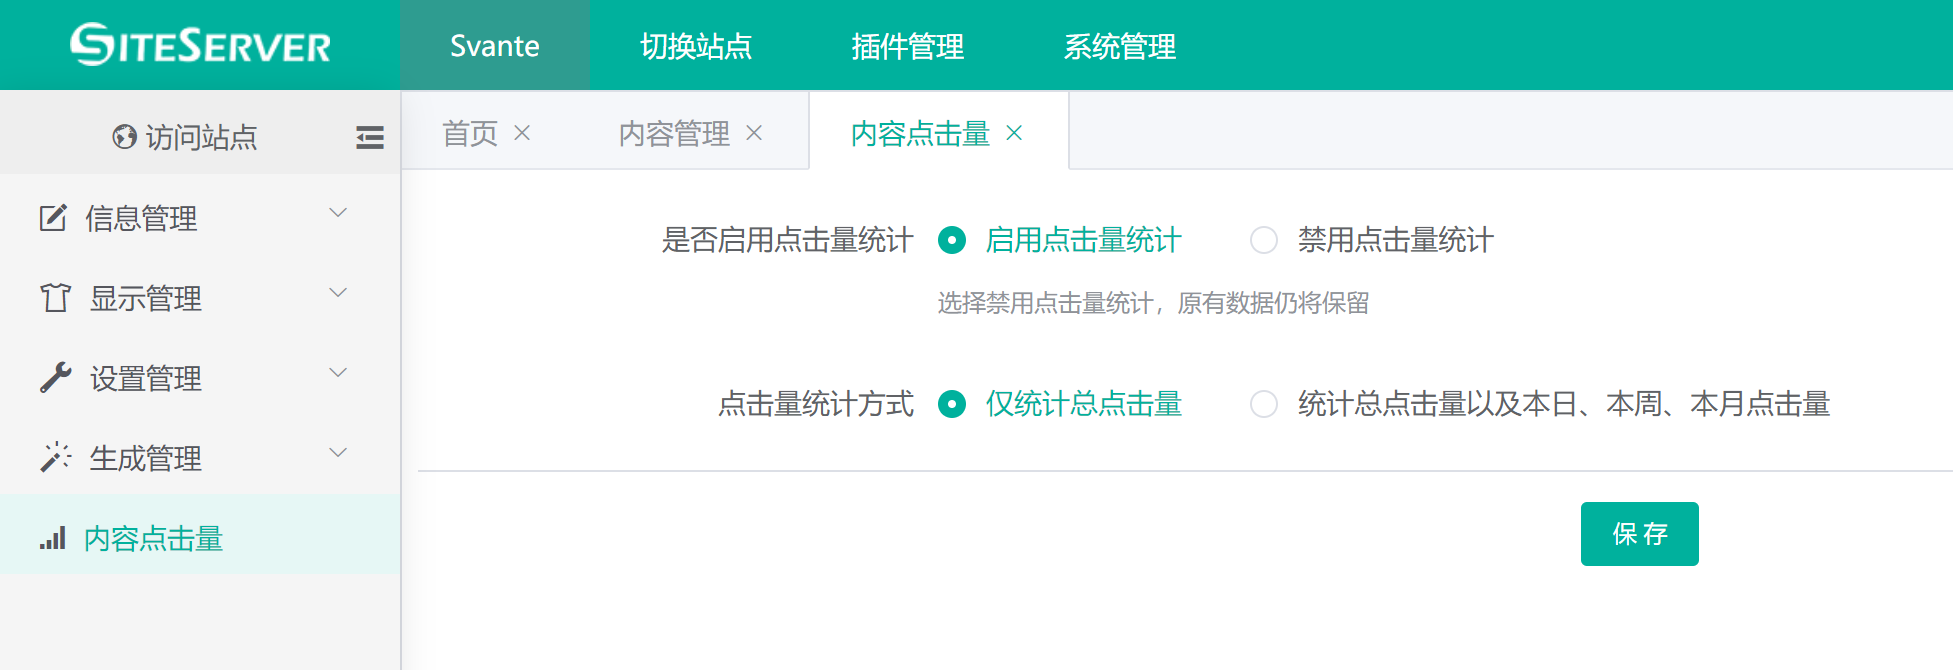 SITESERVER
Svante 切换站点 插件管理 系统管理
访问站点
首页 内容管理 内容点击量
信息管理
显示管理
设置管理
生成管理
内容点击量
是否启用点击量统计 启用点击量统计 禁用点击量统计
选择禁用点击量统计，原有数据仍将保留
点击量统计方式 仅统计总点击量 统计总点击量以及本日、本周、本月点击量
保 存